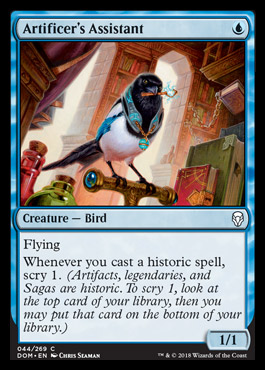 Artificer's Assistant
Creature — Bird
Flying
Whenever you cast a historic spell,
scry 1. (Artifacts, legendaries, and
Sagas are historic. To scry 1, look at
the top card of your library, then you
may put that card on the bottom of your
library.)
1/1
044/269 C
DOM • EN Chris Seaman
™ & © 2018 Wizards of the Coast